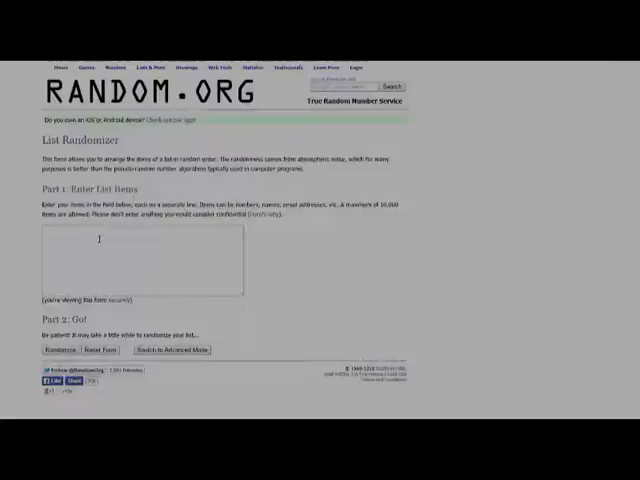 Home Games Numbers Lists & More Drawings Web Tools Statistics Testimonials Learn More Login
RANDOM.ORG
Search
True Random Number Service
Do you own an iOS or Android device? Check out our app!
List Randomizer
This form allows you to arrange the items of a list in random order. The randomness comes from atmospheric noise, which for many
purposes is better than the pseudo-random number algorithms typically used in computer programs.
Part 1: Enter List Items
Enter your items in the field below, each on a separate line. Items can be numbers, names, email addresses, etc. A maximum of 10,000
items are allowed. Please don't enter anything you would consider confidential (here's why).
(you're viewing this form securely)
Part 2: Go!
Be patient! It may take a little while to randomize your list...
Randomize Reset Form Switch to Advanced Mode
Follow @RandomOrg
Like Share
Terms and Conditions